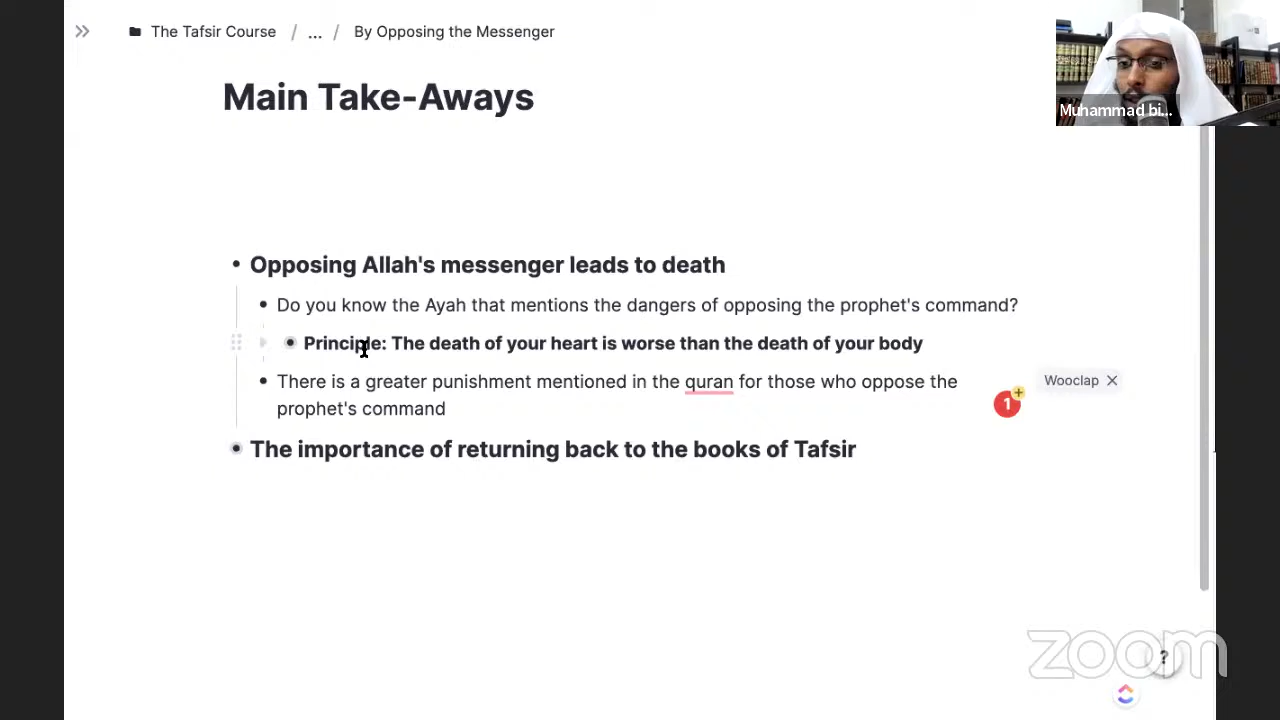 The Tafsir Course / ... / By Opposing the Messenger
Muhammad bi...
Main Take-Aways
Opposing Allah's messenger leads to death
Do you know the Ayah that mentions the dangers of opposing the prophet's command?
Principle: The death of your heart is worse than the death of your body
There is a greater punishment mentioned in the quran for those who oppose the
prophet's command
Wooclap
1
The importance of returning back to the books of Tafsir
zoom
?